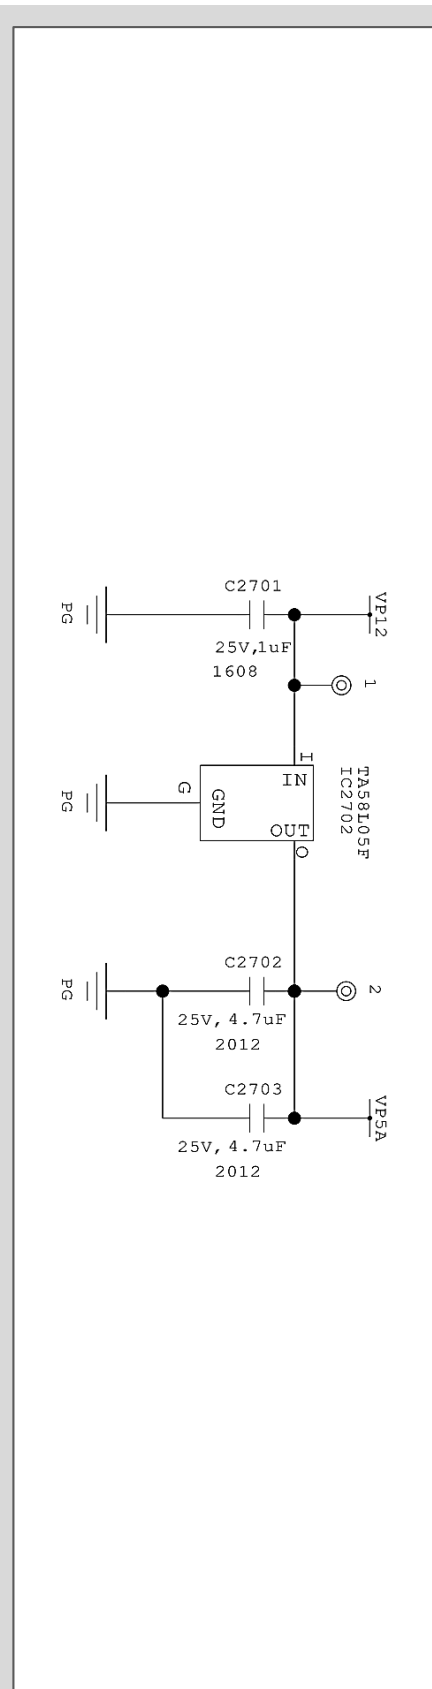 C2701
VP12
PG
25V,1uF
1608
1
I
IN
TA58L05F
IC2702
G
GND
PG
OUT
O
C2702
2
PG
25V, 4.7uF
2012
C2703
VP5A
25V, 4.7uF
2012